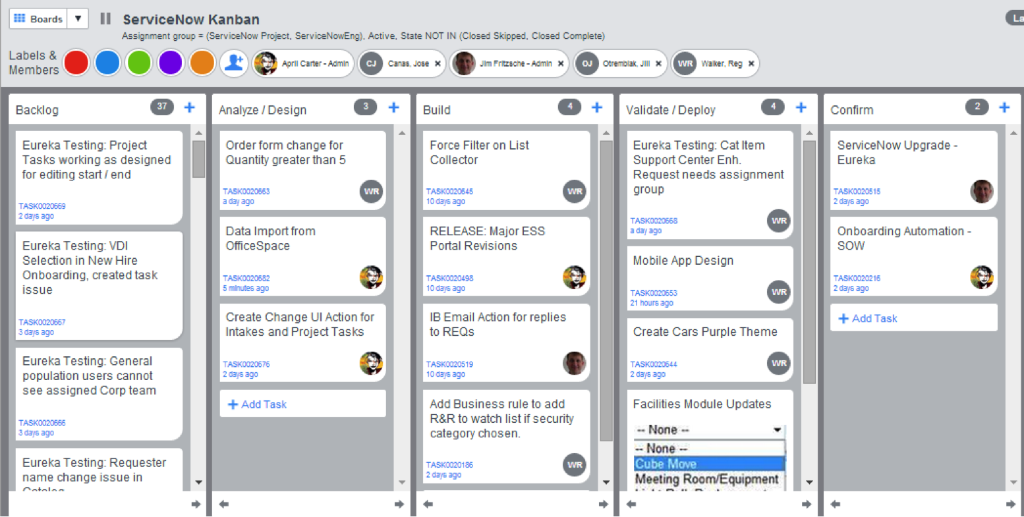 Boards
ServiceNow Kanban
La
Assignment group = (ServiceNow Project, ServiceNowEng), Active, State NOT IN (Closed Skipped, Closed Complete)
Labels &
Members
April Carter - Admin
CJ Canas, Jose ×
Jim Fritzsche - Admin ×
OJ Otremblak, Jill ×
WR Walker, Reg ×
Backlog 37 +
Eureka Testing: Project
Tasks working as designed
for editing start / end
TASK0020669
2 days ago
Eureka Testing: VDI
Selection in New Hire
Onboarding, created task
issue
TASK0020667
3 days ago
Eureka Testing: General
population users cannot
see assigned Corp team
TASK0020666
3 days ago
Eureka Testing: Requester
name change issue in
Analyze / Design 3 +
Order form change for
Quantity greater than 5
TASK0020663
a day ago
WR
Data Import from
OfficeSpace
TASK0020682
5 minutes ago
Create Change UI Action for
Intakes and Project Tasks
TASK0020676
2 days ago
+ Add Task
Build 4 +
Force Filter on List
Collector
TASK0020645
10 days ago
WR
RELEASE: Major ESS
Portal Revisions
TASK0020498
10 days ago
IB Email Action for replies
to REQs
TASK0020519
10 days ago
Add Business rule to add
R&R to watch list if security
category chosen.
TASK0020186
2 days ago
WR
Validate / Deploy 4 +
Eureka Testing: Cat Item
Support Center Enh.
Request needs assignment
group
TASK0020668
a day ago
WR
Mobile App Design
TASK0020653
21 hours ago
WR
Create Cars Purple Theme
TASK0020644
2 days ago
WR
Facilities Module Updates
-- None --
-- None --
Cube Move
Meeting Room/Equipment
Confirm 2 +
ServiceNow Upgrade -
Eureka
TASK0020515
2 days ago
Onboarding Automation -
SOW
TASK0020216
2 days ago
+ Add Task